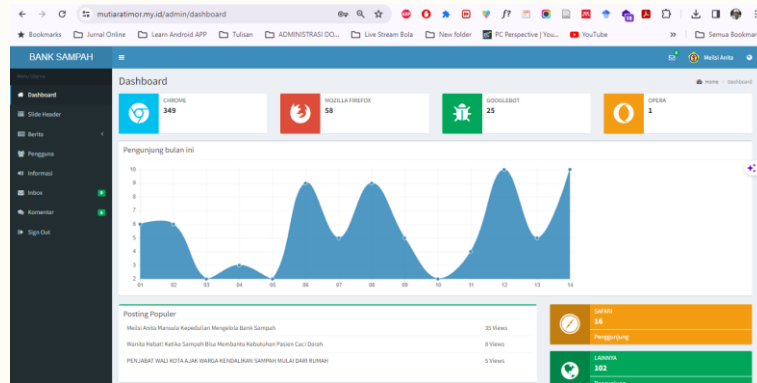 mutiaratimor.my.id/admin/dashboard
Bookmarks Jurnal Online Learn Android APP Tulisan ADMINISTRASI DO... Live Stream Bola New folder PC Perspective | You... YouTube » Semua Bookmar
BANK SAMPAH
Meilsi Anita
Menu Utama
Dashboard
Home > Dashboard
Dashboard
Slide Header
Berita
Pengguna
Informasi
Inbox
Komentar
Sign Out
CHROME
349
MOZILLA FIREFOX
58
GOOGLEBOT
25
OPERA
1
Pengunjung bulan ini
10
9
8
7
6
5
4
3
2
01 02 03 04 05 06 07 08 09 10 11 12 13 14
Posting Populer
Meilsi Anita Mansula Kepedulian Mengelola Bank Sampah 35 Views
Wanita Hebat! Ketika Sampah Bisa Membantu Kebutuhan Pasien Cuci Darah 8 Views
PENJABAT WALI KOTA AJAK WARGA KENDALIKAN SAMPAH MULAI DARI RUMAH 5 Views
SAFARI
16
Pengunjung
LAINNYA
102